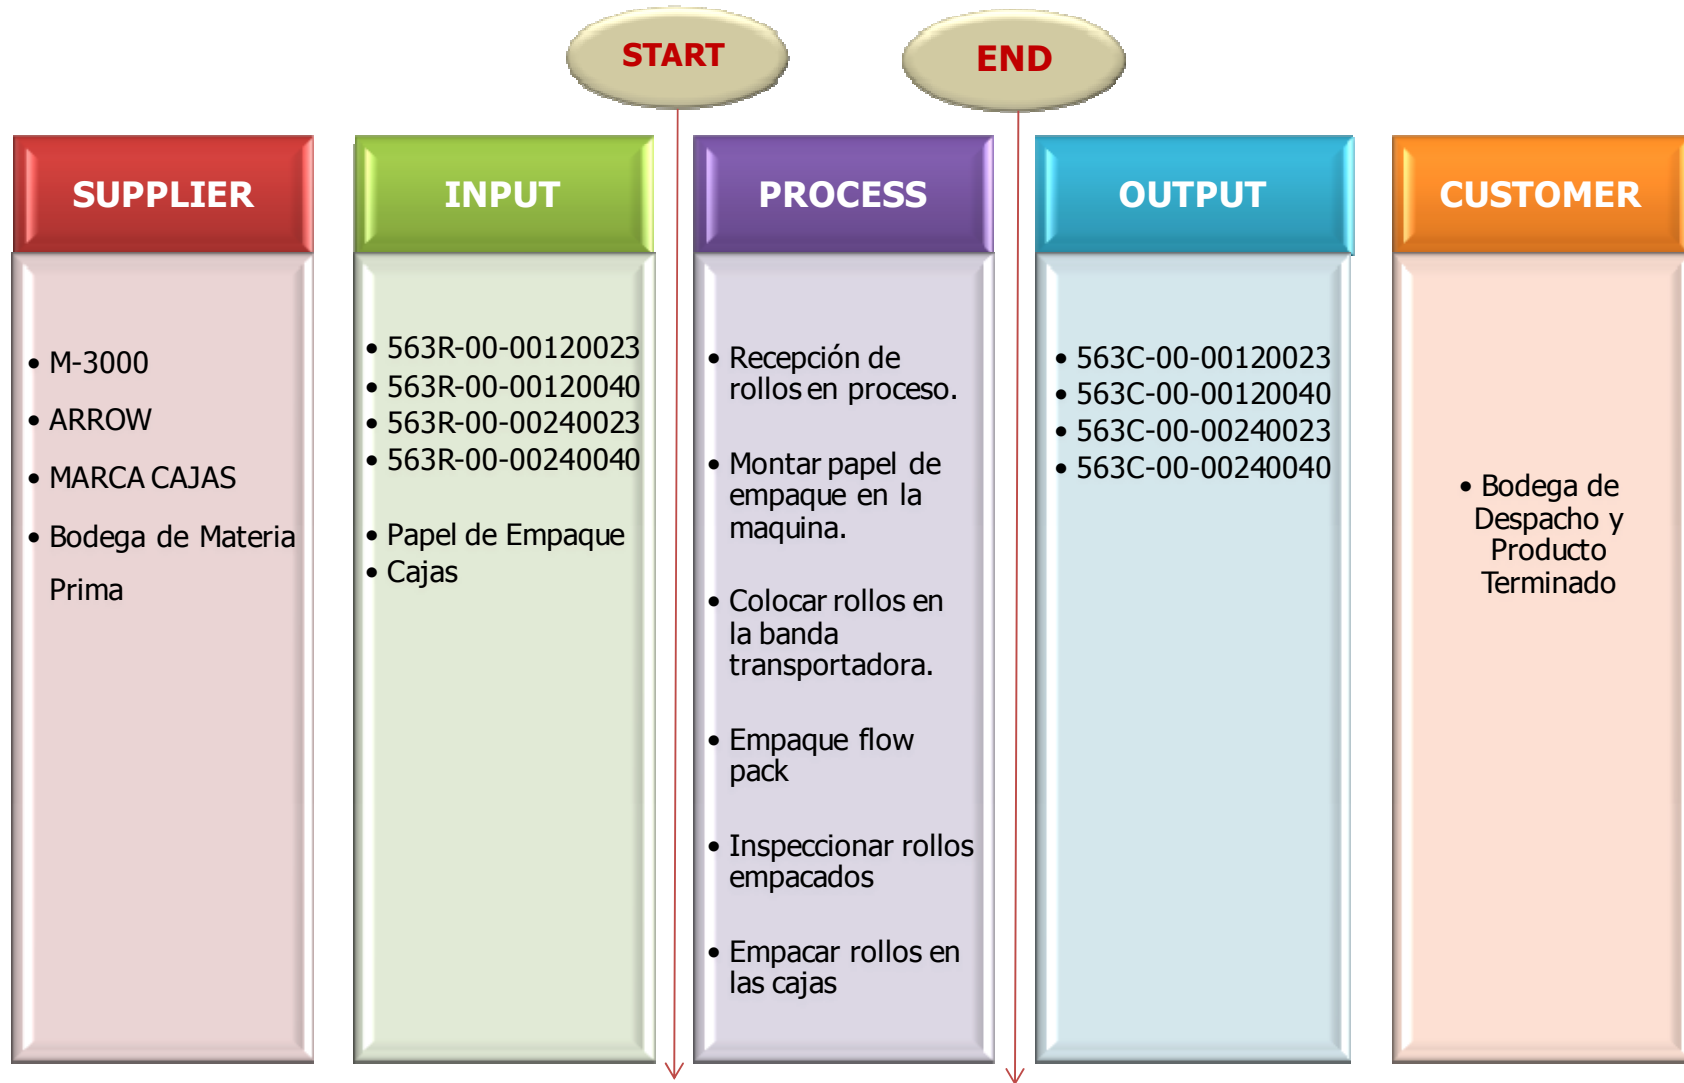 START
END
SUPPLIER
INPUT
PROCESS
OUTPUT
CUSTOMER
• M-3000
• ARROW
• MARCA CAJAS
• Bodega de Materia
Prima
• 563R-00-00120023
• 563R-00-00120040
• 563R-00-00240023
• 563R-00-00240040
• Papel de Empaque
• Cajas
• Recepción de
rollos en proceso.
• Montar papel de
empaque en la
maquina.
• Colocar rollos en
la banda
transportadora.
• Empaque flow
pack
• Inspeccionar rollos
empacados
• Empacar rollos en
las cajas
• 563C-00-00120023
• 563C-00-00120040
• 563C-00-00240023
• 563C-00-00240040
• Bodega de
Despacho y
Producto
Terminado